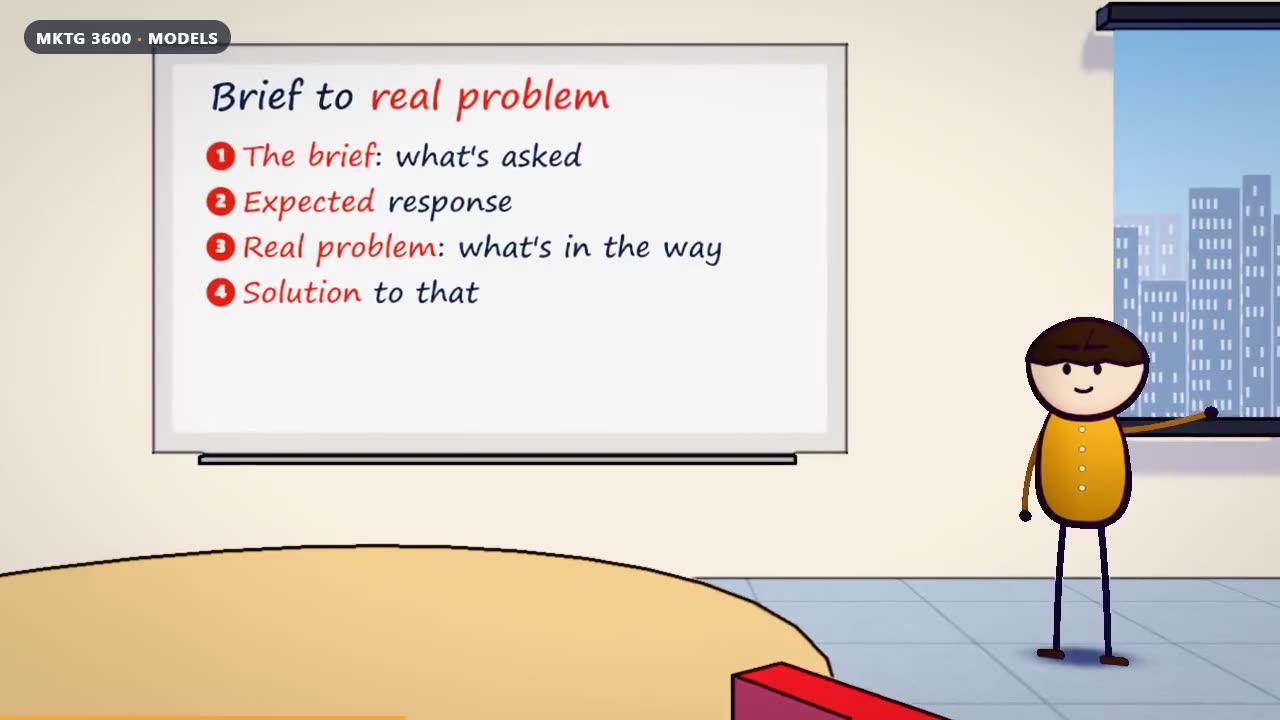 MKTG 3600 · MODELS
Brief to real problem
1 The brief: what's asked
2 Expected response
3 Real problem: what's in the way
4 Solution to that